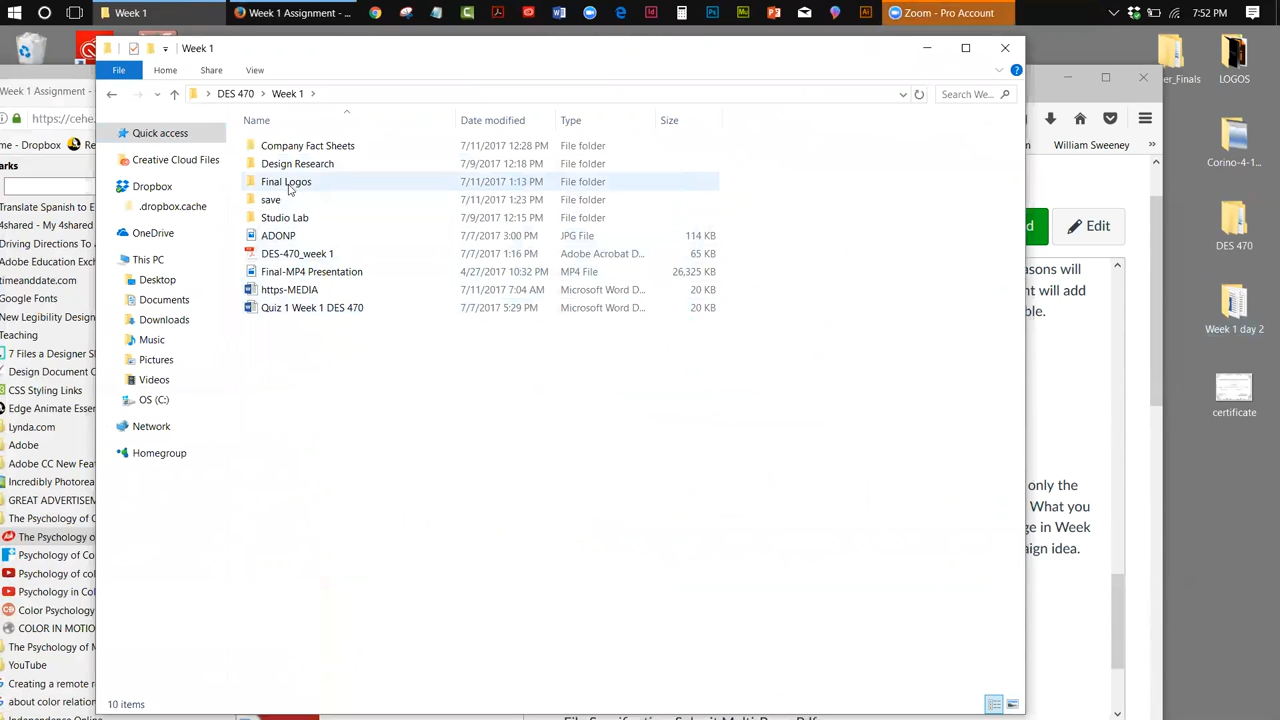 Week 1
Week 1 Assignment - ...
Zoom - Pro Account
7:52 PM
Week 1
File
Home
Share
View
DES 470
Week 1
Search We...
Quick access
Creative Cloud Files
Dropbox
.dropbox.cache
OneDrive
This PC
Desktop
Documents
Downloads
Music
Pictures
Videos
OS (C:)
Network
Homegroup
Name Date modified Type Size
Company Fact Sheets 7/11/2017 12:28 PM File folder
Design Research 7/9/2017 12:18 PM File folder
Final Logos 7/11/2017 1:13 PM File folder
save 7/11/2017 1:23 PM File folder
Studio Lab 7/9/2017 12:15 PM File folder
ADONP 7/7/2017 3:00 PM JPG File 114 KB
DES-470_week 1 7/7/2017 1:16 PM Adobe Acrobat D... 65 KB
Final-MP4 Presentation 4/27/2017 10:32 PM MP4 File 26,325 KB
https-MEDIA 7/11/2017 7:04 AM Microsoft Word D... 20 KB
Quiz 1 Week 1 DES 470 7/7/2017 5:29 PM Microsoft Word D... 20 KB
10 items
Week 1 Assignment -
https://cehe.
me - Dropbox
Re
arks
Translate Spanish to E
My 4shared - 4shared
Driving Directions To
timeanddate.com
Google Fonts
New Legibility Design
Teaching
7 Files a Designer S
Design Document C
CSS Styling Links
Edge Animate Esse
Lynda.com
Adobe
Adobe CC New Fea
Incredibly Photorea
GREAT ADVERTISEM
The Psychology of
The Psychology o
Psychology of Co
Psychology of col
Psychology in Co
Color Psychology
COLOR IN MOTION
The Psychology of
YouTube
Creating a remote r
about color relation
William Sweeney
d
Edit
asons will
nt will add
ble.
only the
What you
ge in Week
aign idea.
er_Finals
LOGOS
Corino-4-1...
DES 470
Week 1 day 2
certificate